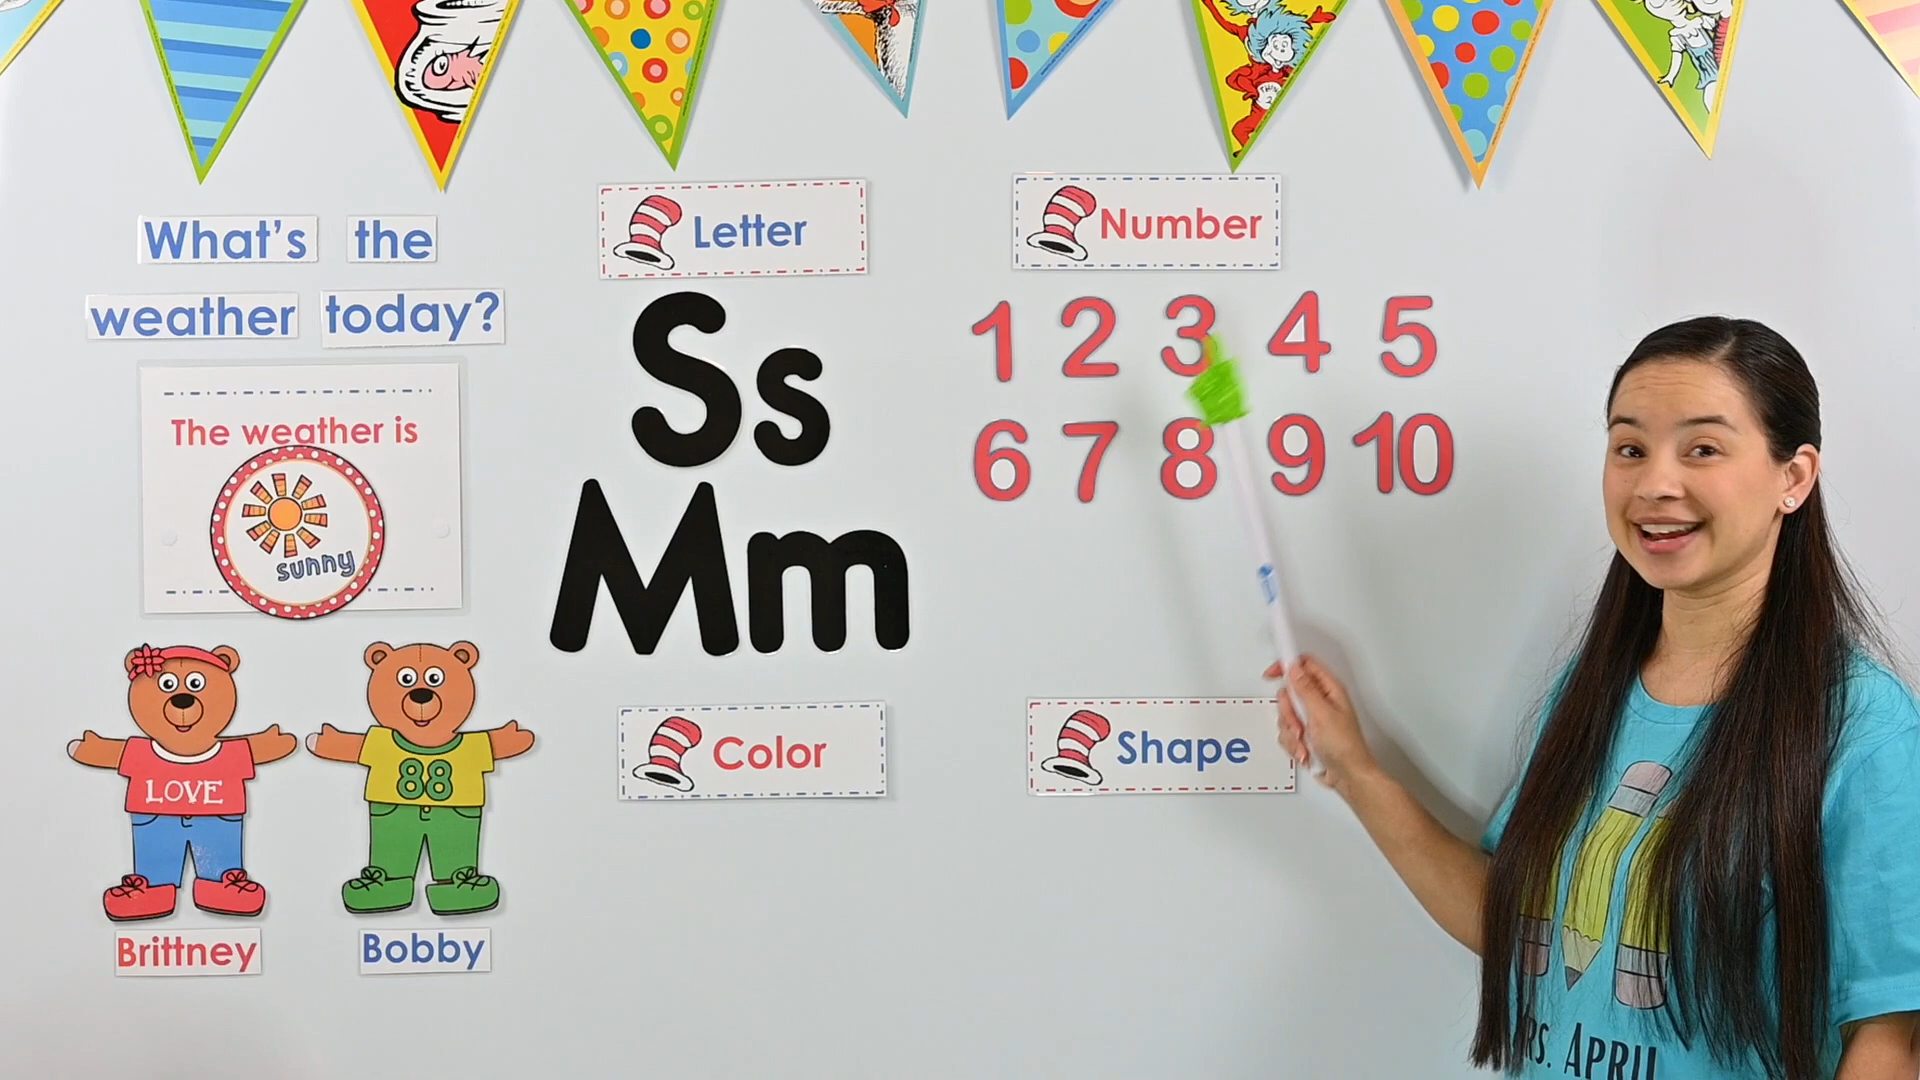 What's the
weather today?
The weather is
sunny
LOVE
88
Brittney
Bobby
Letter
Ss
Mm
Number
1 2 3 4 5
6 7 8 9 10
Color
Shape
April